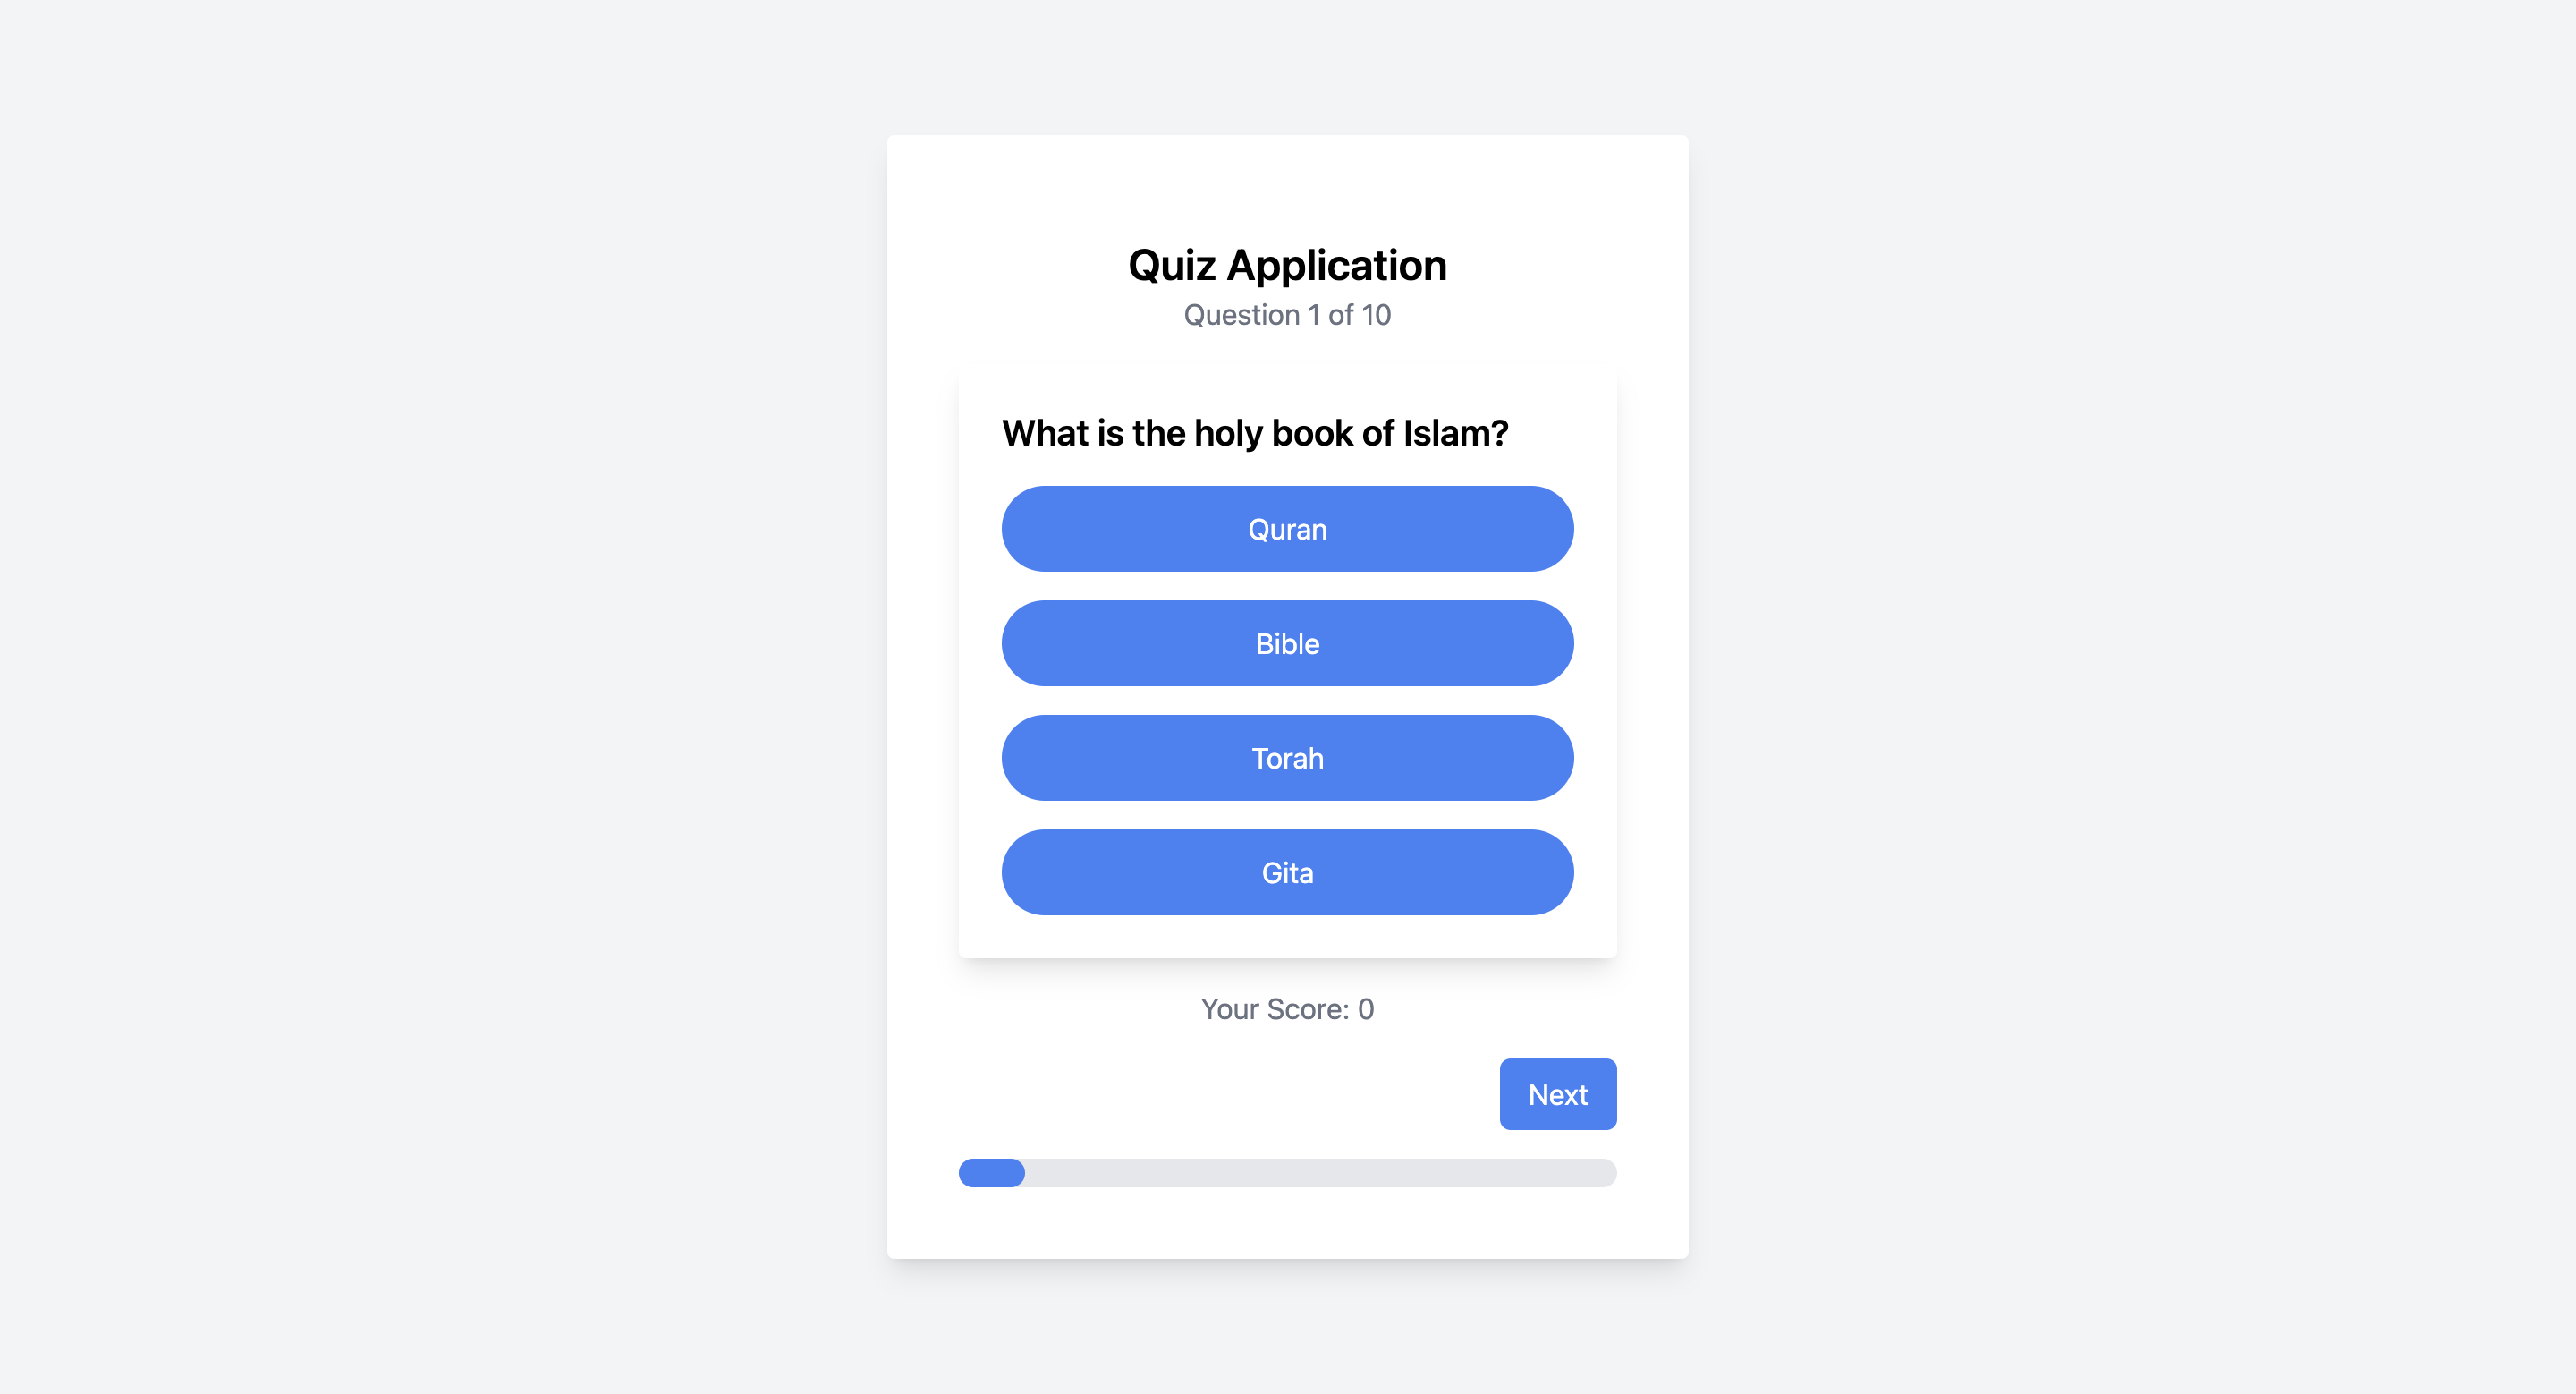 Quiz Application
Question 1 of 10
What is the holy book of Islam?
Quran
Bible
Torah
Gita
Your Score: 0
Next